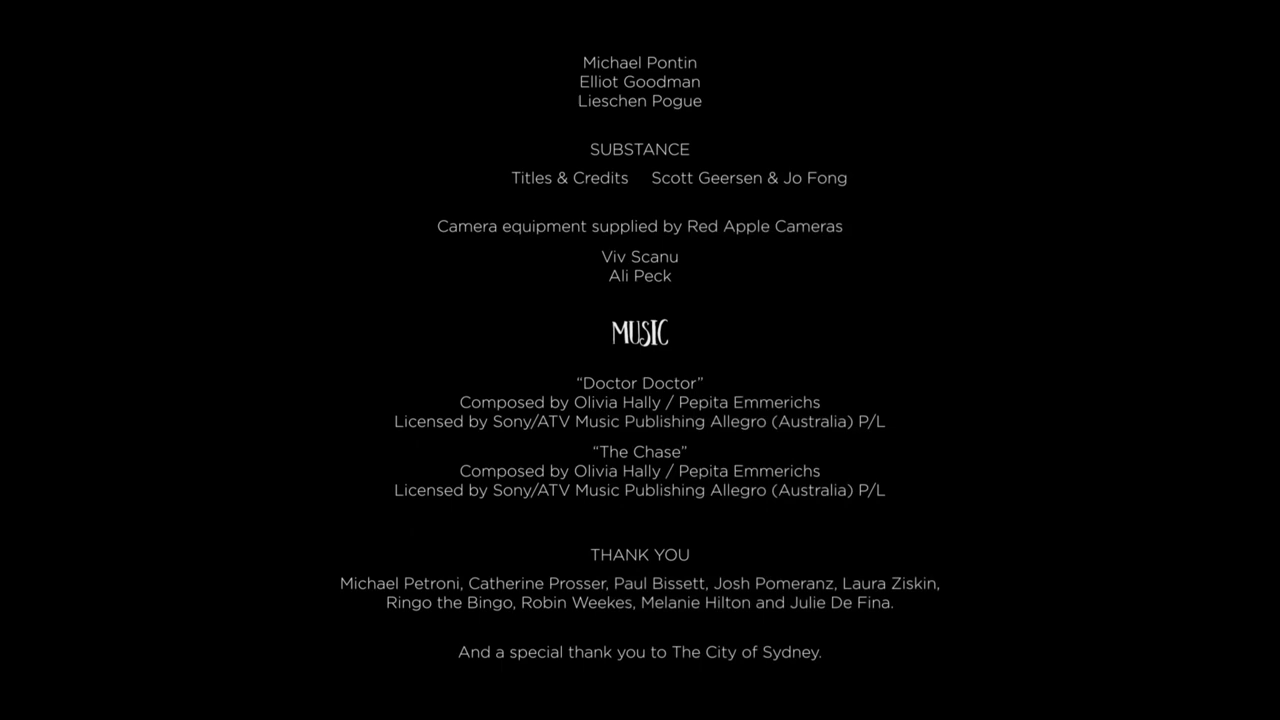 Michael Pontin
Elliot Goodman
Lieschen Pogue
SUBSTANCE
Titles & Credits Scott Geersen & Jo Fong
Camera equipment supplied by Red Apple Cameras
Viv Scanu
Ali Peck
MUSIC
“Doctor Doctor”
Composed by Olivia Hally / Pepita Emmerichs
Licensed by Sony/ATV Music Publishing Allegro (Australia) P/L
“The Chase”
Composed by Olivia Hally / Pepita Emmerichs
Licensed by Sony/ATV Music Publishing Allegro (Australia) P/L
THANK YOU
Michael Petroni, Catherine Prosser, Paul Bissett, Josh Pomeranz, Laura Ziskin,
Ringo the Bingo, Robin Weekes, Melanie Hilton and Julie De Fina.
And a special thank you to The City of Sydney.